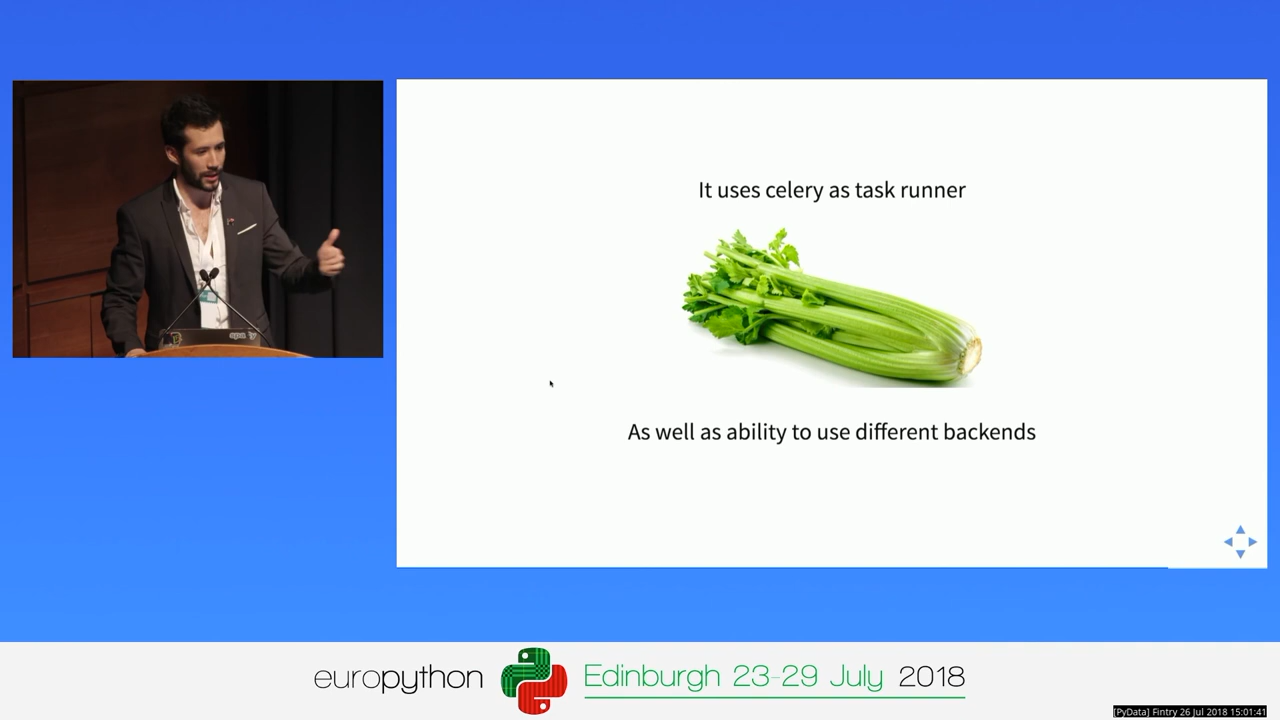 It uses celery as task runner
As well as ability to use different backends
europython
Edinburgh 23-29 July 2018
[PyData] Fintry 26 Jul 2018 15:01:41